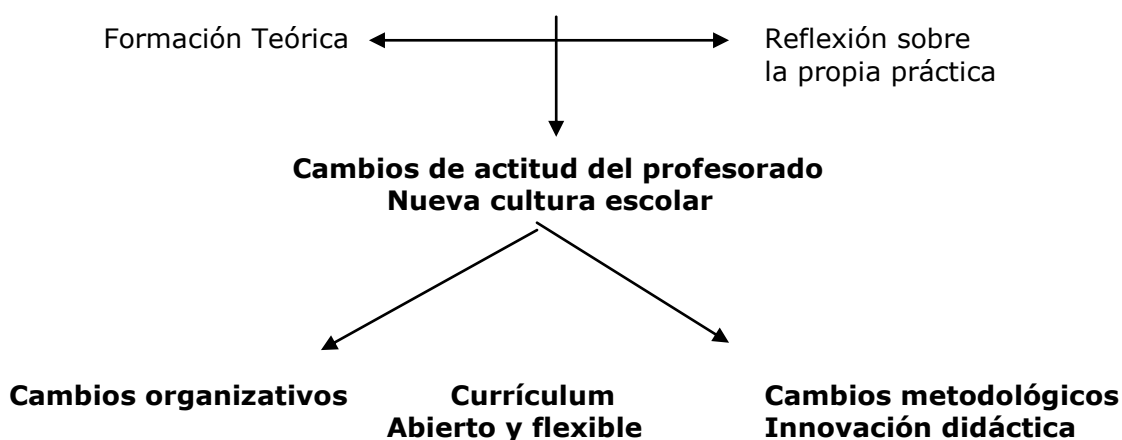 Formación Teórica
Reflexión sobre
la propia práctica
Cambios de actitud del profesorado
Nueva cultura escolar
Cambios organizativos
Currículum
Abierto y flexible
Cambios metodológicos
Innovación didáctica